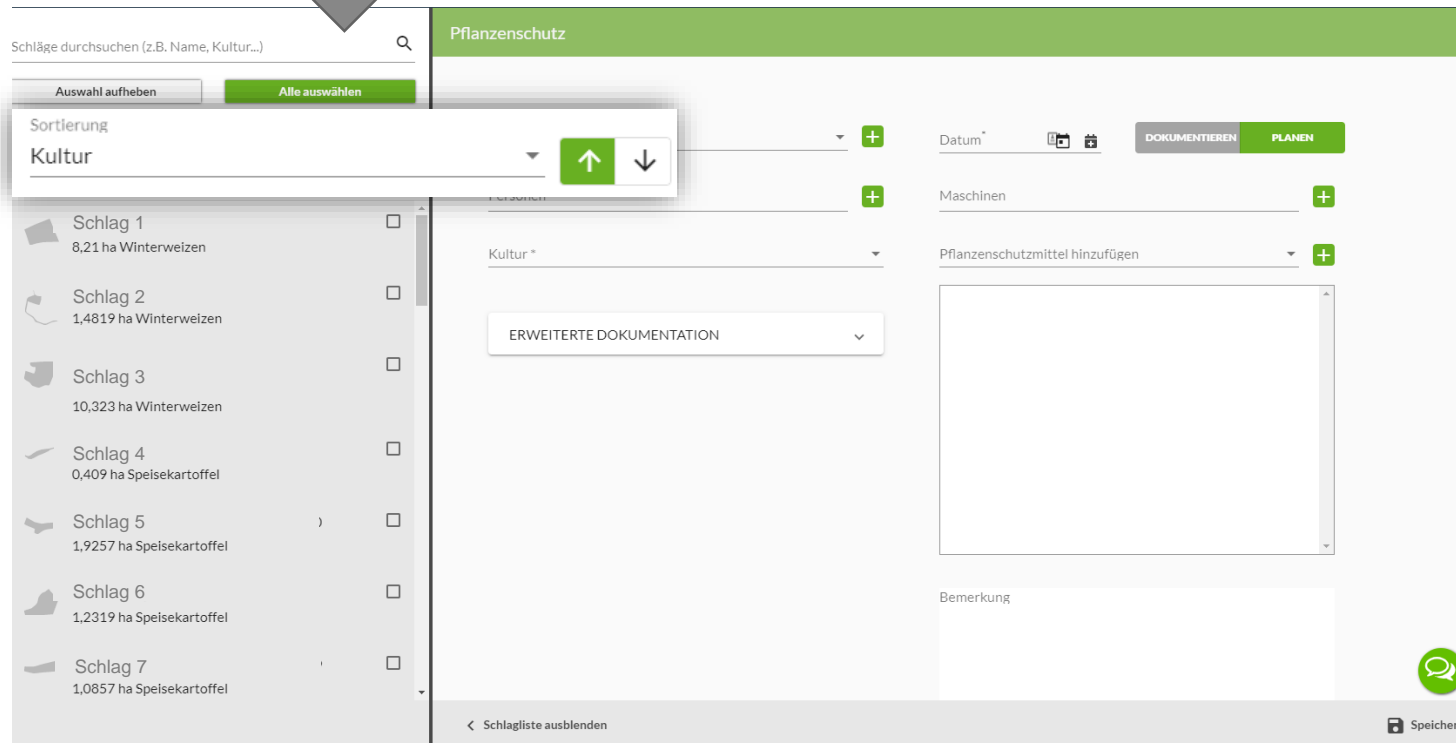 Schläge durchsuchen (z.B. Name, Kultur...)
Auswahl aufheben
Alle auswählen
Sortierung
Kultur
Schlag 1
8,21 ha Winterweizen
Schlag 2
1,4819 ha Winterweizen
Schlag 3
10,323 ha Winterweizen
Schlag 4
0,409 ha Speisekartoffel
Schlag 5
1,9257 ha Speisekartoffel
Schlag 6
1,2319 ha Speisekartoffel
Schlag 7
1,0857 ha Speisekartoffel
Pflanzenschutz
Datum*
DOKUMENTIEREN
PLANEN
Personen
Maschinen
Kultur *
Pflanzenschutzmittel hinzufügen
ERWEITERTE DOKUMENTATION
Bemerkung
Schlagliste ausblenden
Speicher